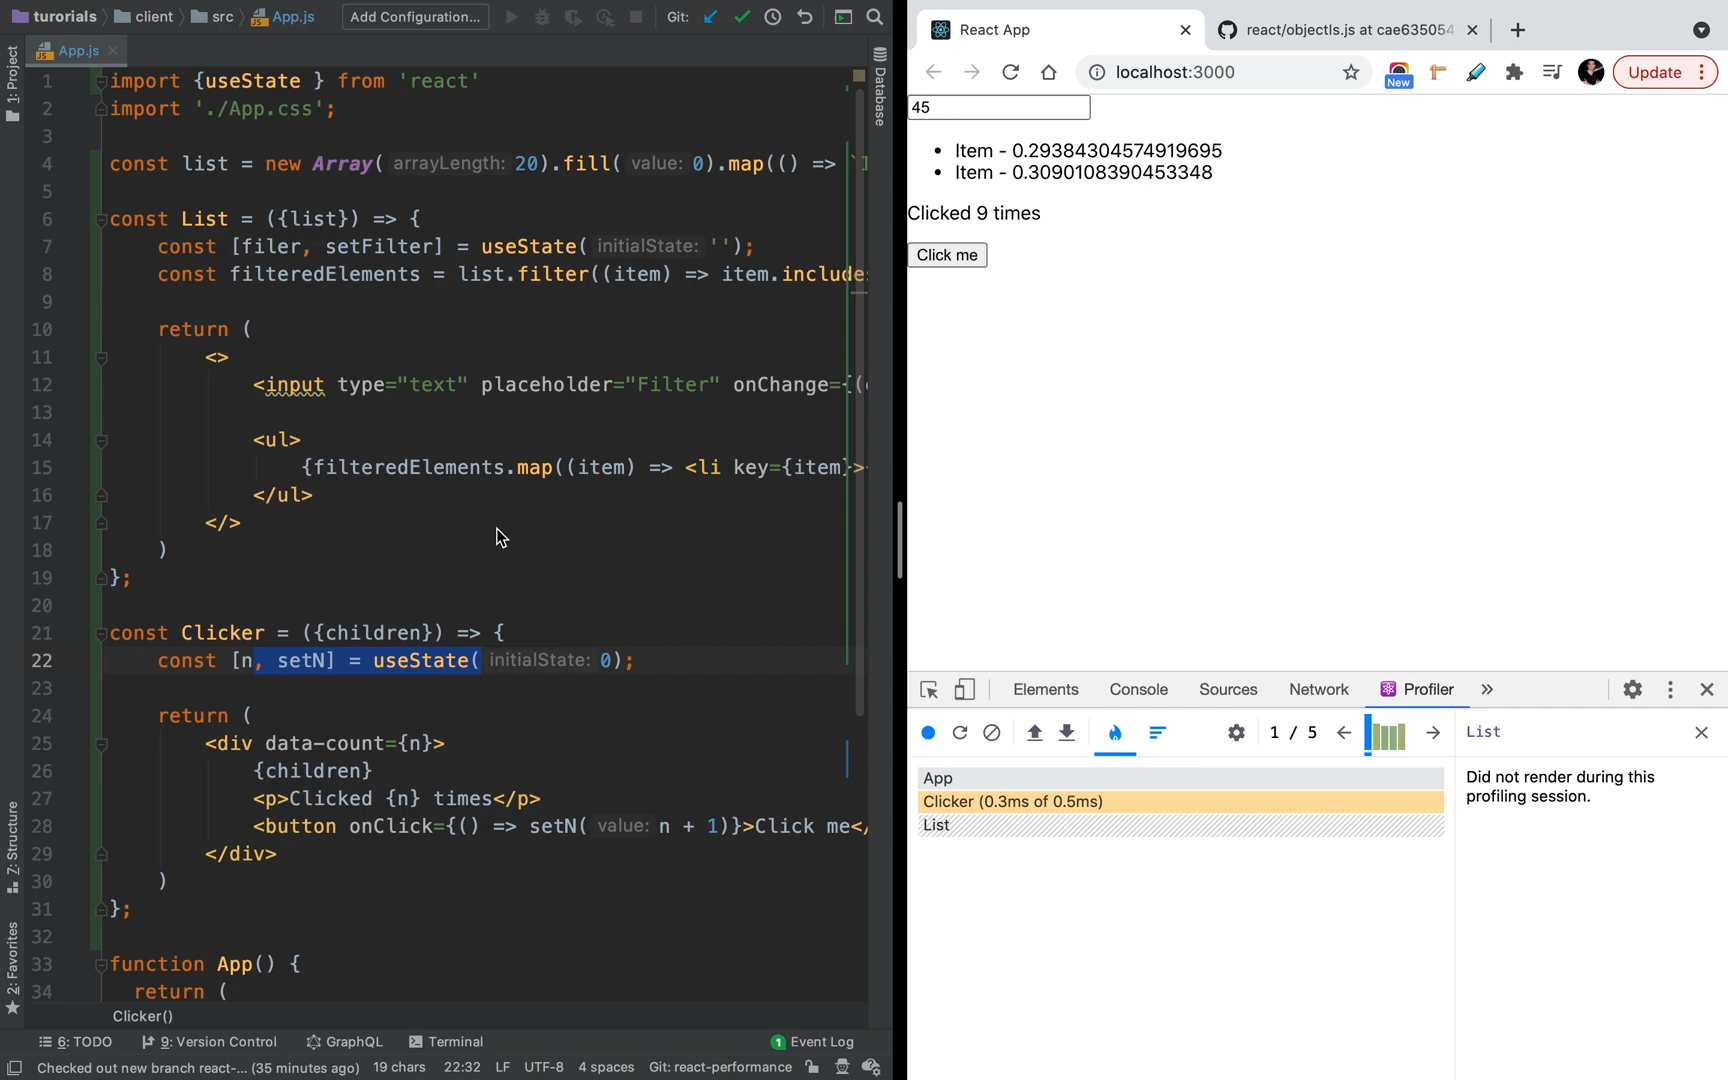 turorials
client
src
App.js
Add Configuration...
Git:
1: Project
App.js
Database
1 import {useState } from 'react'
2 import './App.css';
3
4 const list = new Array( arrayLength: 20).fill( value: 0).map(() => `I
5
6 const List = ({list}) => {
7 const [filer, setFilter] = useState( initialState: '');
8 const filteredElements = list.filter((item) => item.includes
9
10 return (
11 <>
12 <input type="text" placeholder="Filter" onChange={(e
13
14 <ul>
15 {filteredElements.map((item) => <li key={item}>
16 </ul>
17 </>
18 )
19 };
20
21 const Clicker = ({children}) => {
22 const [n, setN] = useState( initialState: 0);
23
24 return (
25 <div data-count={n}>
26 {children}
27 <p>Clicked {n} times</p>
28 <button onClick={() => setN( value: n + 1)}>Click me</
29 </div>
30 )
31 };
32
33 function App() {
34 return (
Clicker()
Z: Structure
2: Favorites
6: TODO
9: Version Control
GraphQL
Terminal
1 Event Log
Checked out new branch react-... (35 minutes ago)
19 chars
22:32
LF
UTF-8
4 spaces
Git: react-performance
React App
react/objectIs.js at cae635054
localhost:3000
New
Update
45
• Item - 0.29384304574919695
• Item - 0.3090108390453348
Clicked 9 times
Click me
Elements
Console
Sources
Network
Profiler
1 / 5
List
App
Clicker (0.3ms of 0.5ms)
List
Did not render during this
profiling session.